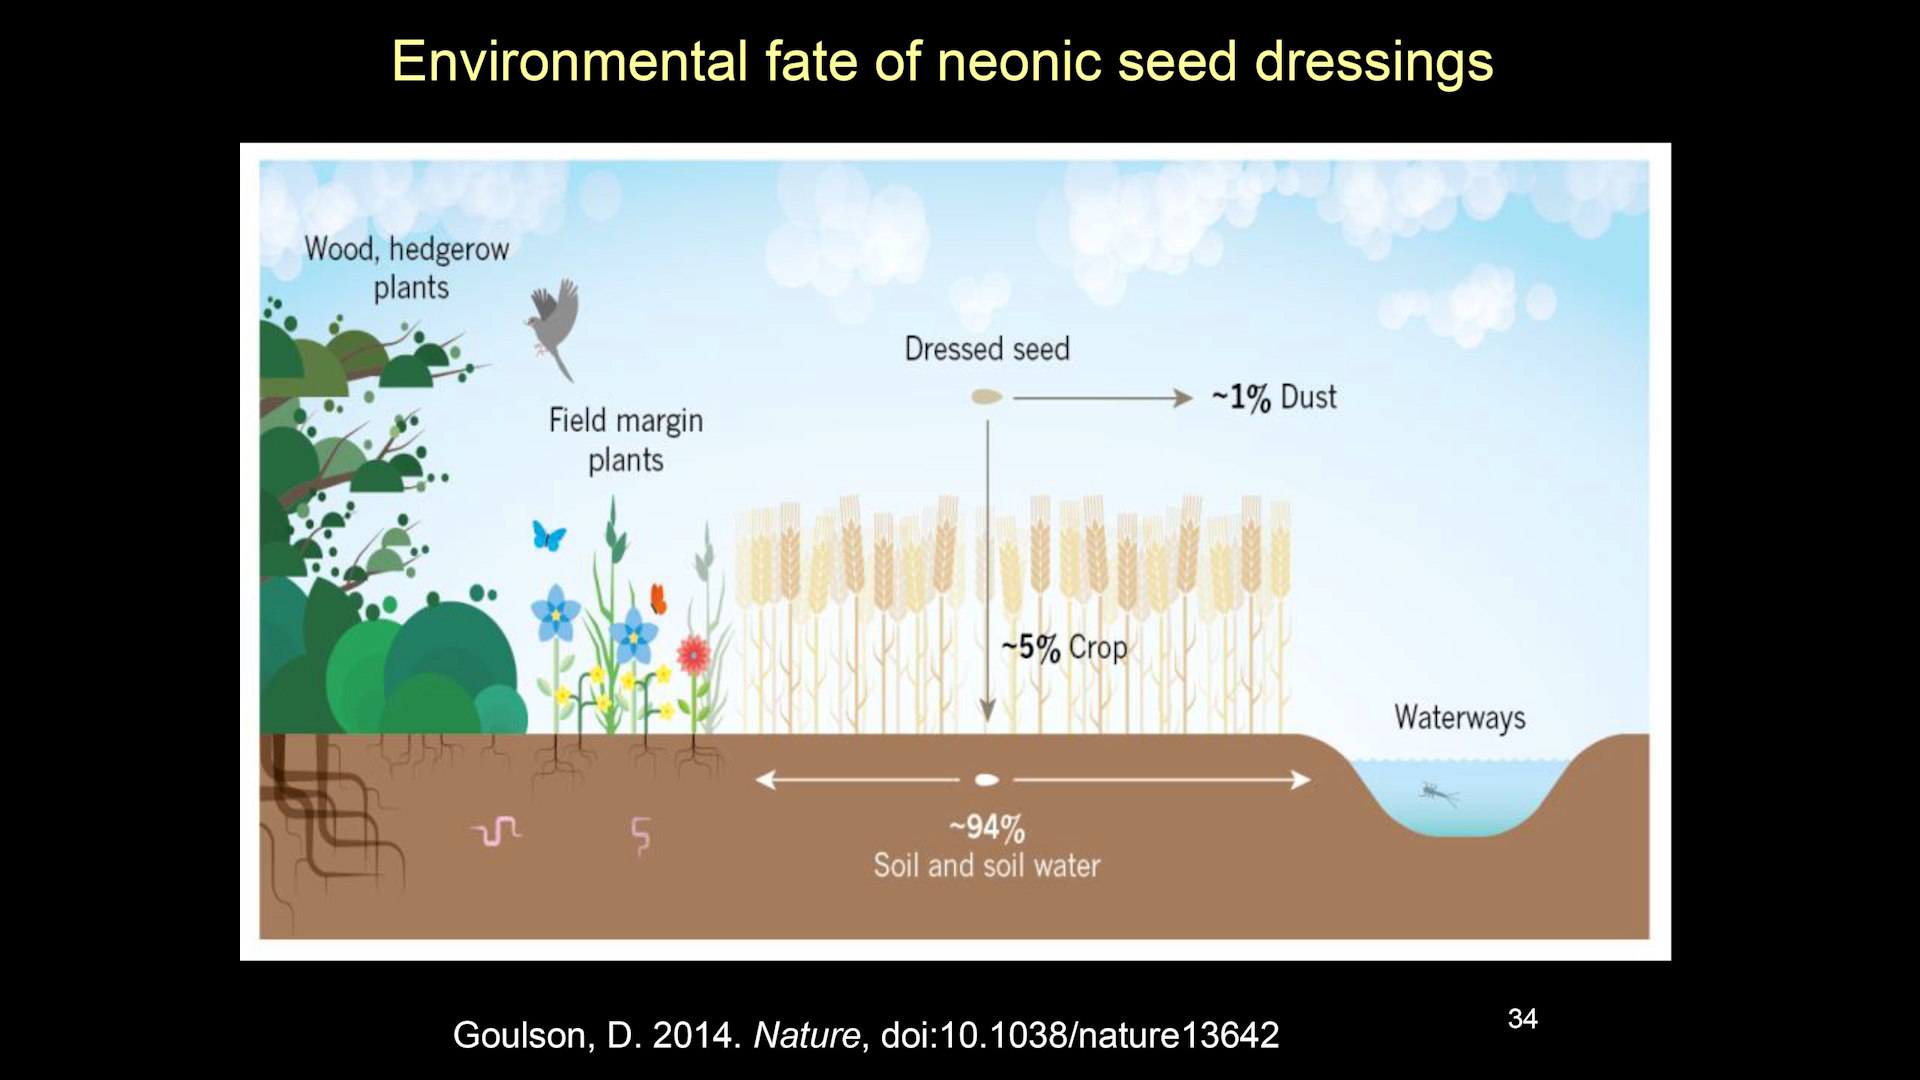 Environmental fate of neonic seed dressings
Wood, hedgerow
plants
Dressed seed
~1% Dust
Field margin
plants
~5% Crop
Waterways
~94%
Soil and soil water
Goulson, D. 2014. Nature, doi:10.1038/nature13642
34